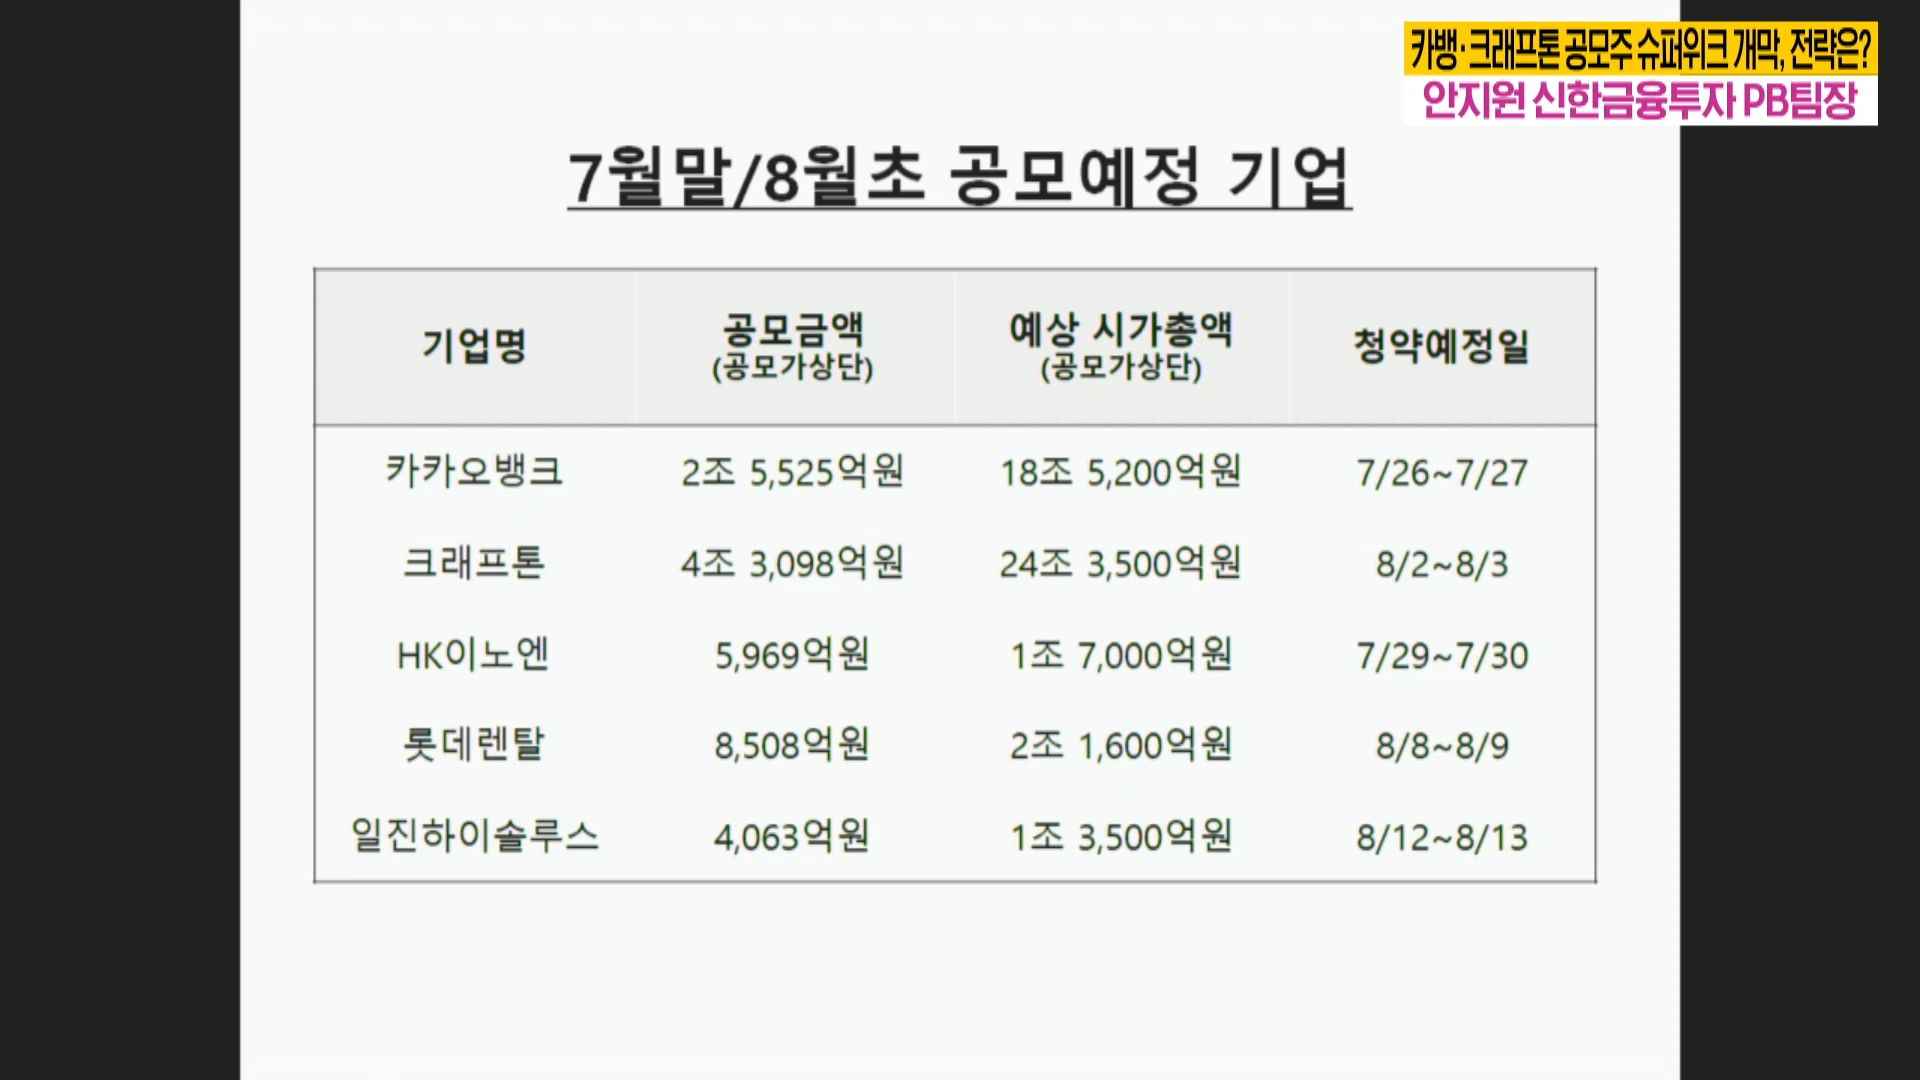 카뱅·크래프톤 공모주 슈퍼위크 개막, 전략은?
안지원 신한금융투자 PB팀장
7월말/8월초 공모예정 기업
기업명 공모금액 (공모가상단) 예상 시가총액 (공모가상단) 청약예정일
카카오뱅크 2조 5,525억원 18조 5,200억원 7/26~7/27
크래프톤 4조 3,098억원 24조 3,500억원 8/2~8/3
HK이노엔 5,969억원 1조 7,000억원 7/29~7/30
롯데렌탈 8,508억원 2조 1,600억원 8/8~8/9
일진하이솔루스 4,063억원 1조 3,500억원 8/12~8/13